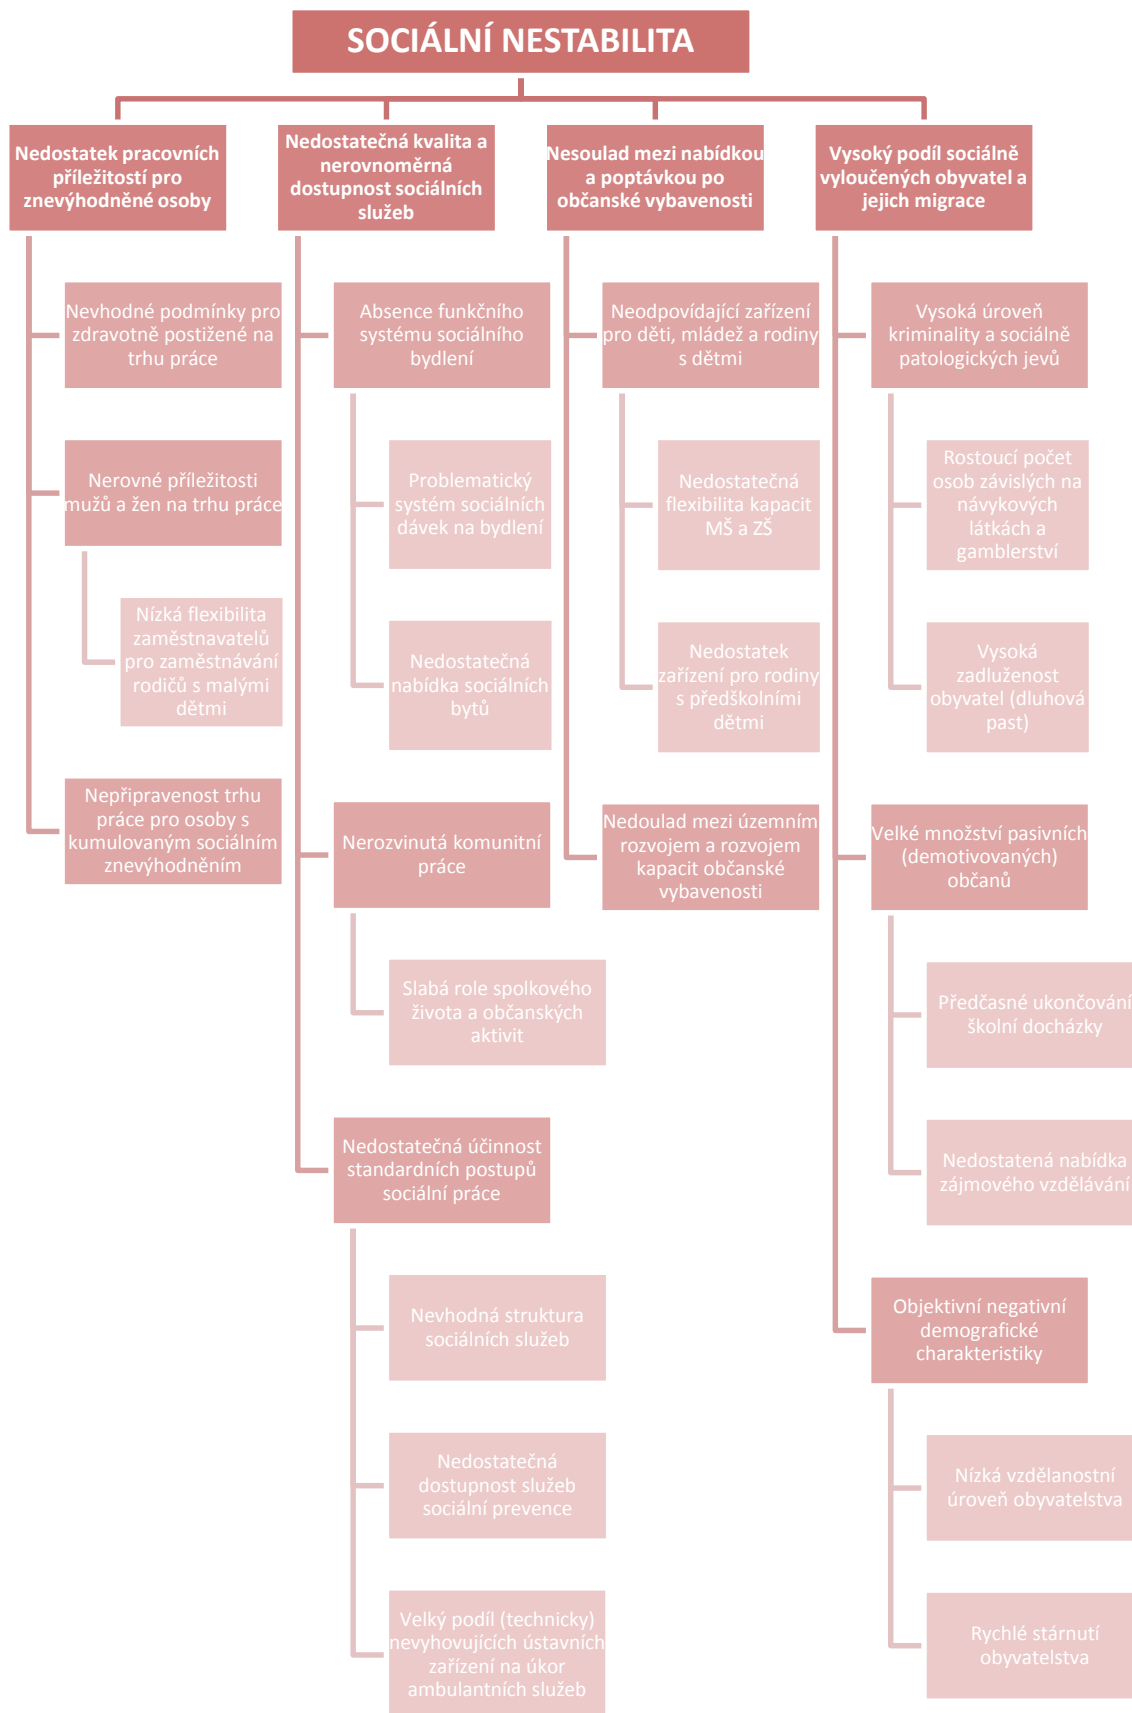 SOCIÁLNÍ NESTABILITA
Nedostatek pracovních
příležitostí pro
znevýhodněné osoby
Nevhodné podmínky pro
zdravotně postižené na
trhu práce
Nerovné příležitosti
mužů a žen na trhu práce
Nízká flexibilita
zaměstnavatelů
pro zaměstnávání
rodičů s malými
dětmi
Nepřipravenost trhu
práce pro osoby s
kumulovaným sociálním
znevýhodněním
Nedostatečná kvalita a
nerovnoměrná
dostupnost sociálních
služeb
Absence funkčního
systému sociálního
bydlení
Problematický
systém sociálních
dávek na bydlení
Nedostatečná
nabídka sociálních
bytů
Nerozvinutá komunitní
práce
Slabá role spolkového
života a občanských
aktivit
Nedostatečná účinnost
standardních postupů
sociální práce
Nevhodná struktura
sociálních služeb
Nedostatečná
dostupnost služeb
sociální prevence
Velký podíl (technicky)
nevyhovujících ústavních
zařízení na úkor
ambulantních služeb
Nesoulad mezi nabídkou
a poptávkou po
občanské vybavenosti
Neodpovídající zařízení
pro děti, mládež a rodiny
s dětmi
Nedostatečná
flexibilita kapacit
MŠ a ZŠ
Nedostatek
zařízení pro rodiny
s předškolními
dětmi
Nedoulad mezi územním
rozvojem a rozvojem
kapacit občanské
vybavenosti
Vysoký podíl sociálně
vyloučených obyvatel a
jejich migrace
Vysoká úroveň
kriminality a sociálně
patologických jevů
Rostoucí počet
osob závislých na
návykových
látkách a
gamblerství
Vysoká
zadluženost
obyvatel (dluhová
past)
Velké množství pasivních
(demotivovaných)
občanů
Předčasné ukončování
školní docházky
Nedostatená nabídka
zájmového vzdělávání
Objektivní negativní
demografické
charakteristiky
Nízká vzdělanostní
úroveň obyvatelstva
Rychlé stárnutí
obyvatelstva